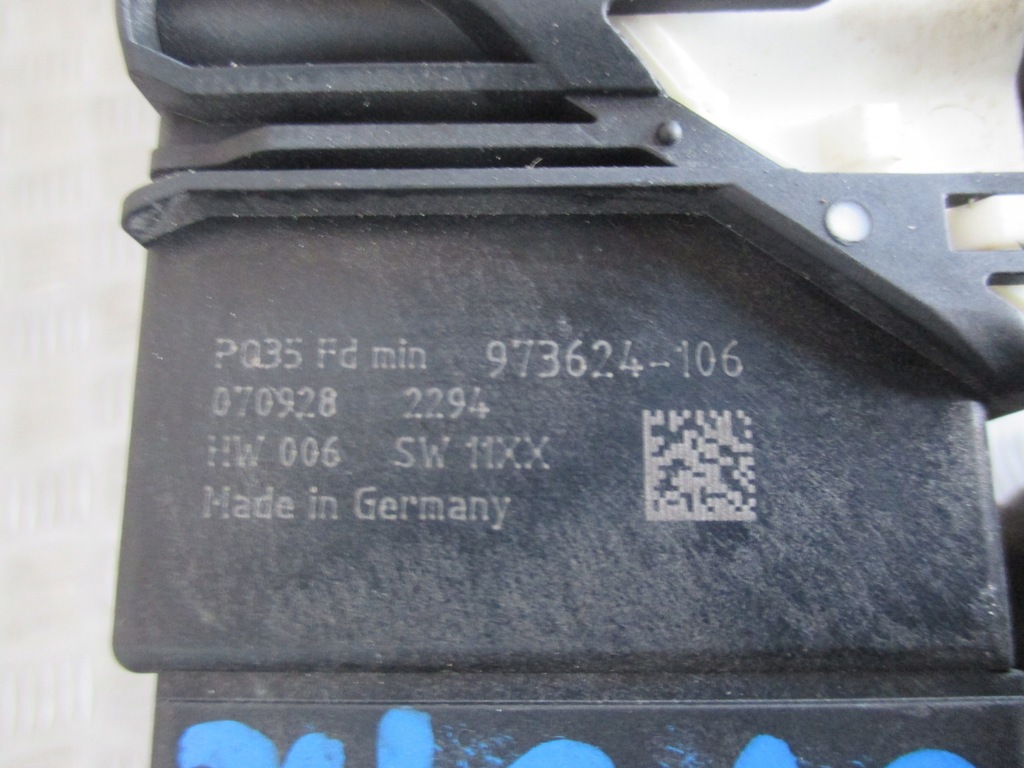 PQ35 Fd min 973624-106
070928 2294
HW 006 SW 11XX
Made in Germany